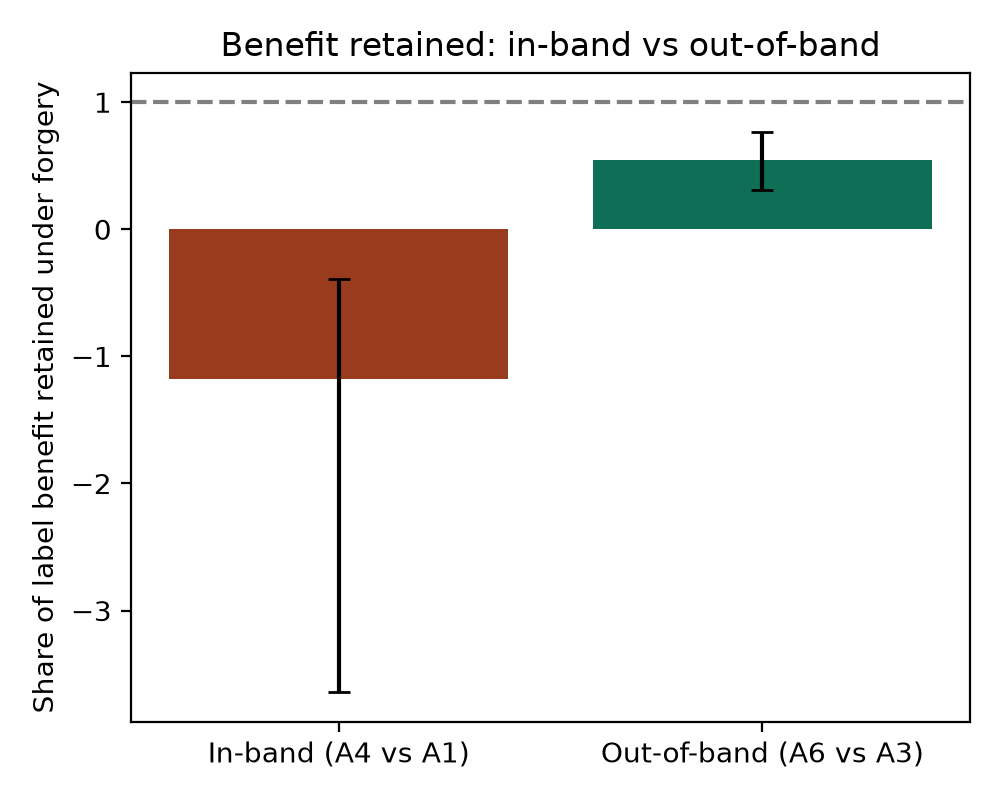 Benefit retained: in-band vs out-of-band
Share of label benefit retained under forgery
1
0
−1
−2
−3
In-band (A4 vs A1)
Out-of-band (A6 vs A3)